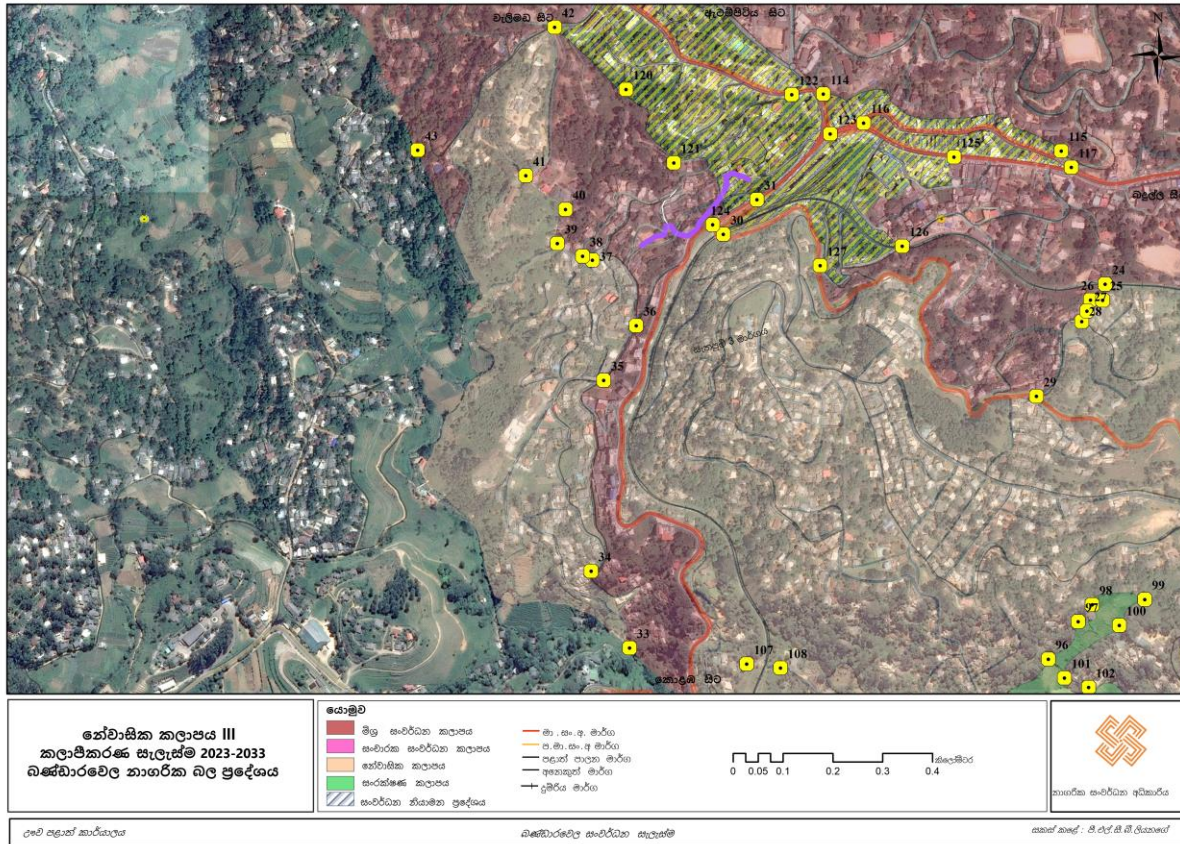 වැලිමඩ සිට
ඇටම්පිටිය සිට
N
42
120
122
114
116
123
115
43
125
117
121
41
බදුල්ල සිට
40
31
124
30
39
126
38
37
127
24
26
25
27
28
36
35
29
34
98
99
97
100
33
96
107
108
101
102
කොළඹ සිට
නේවාසික කලාපය III
කලාපීකරණ සැලැස්ම 2023-2033
බණ්ඩාරවෙල නාගරික බල ප්‍රදේශය
යොමුව
මිශ්‍ර සංවර්ධන කලාපය
සංචාරක සංවර්ධන කලාපය
නේවාසික කලාපය
සංරක්ෂණ කලාපය
සංවර්ධන නියාමන ප්‍රදේශය
මා .සං.අ. මාර්ග
ප.මා.සං.අ මාර්ග
පළාත් පාලන මාර්ග
අනෙකුත් මාර්ග
දුම්රිය මාර්ග
කිලෝමීටර
0 0.05 0.1 0.2 0.3 0.4
නාගරික සංවර්ධන අධිකාරිය
ඌව පළාත් කාර්යාලය
බණ්ඩාරවෙල සංවර්ධන සැලැස්ම
සකස් කළේ : පී.එල්.සී.බී.ලියනගේ